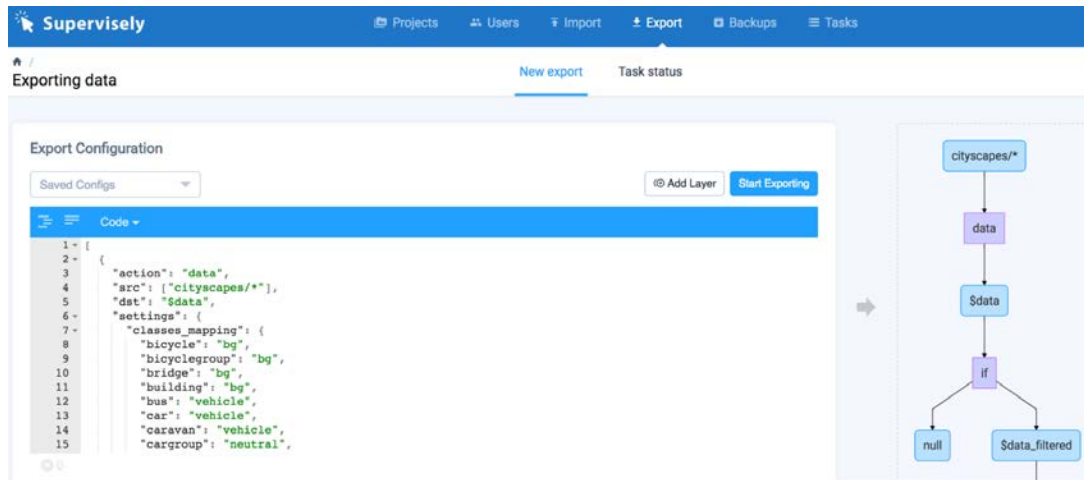 Supervisely
Projects
Users
Import
Export
Backups
Tasks
/
Exporting data
New export
Task status
Export Configuration
Saved Configs
Add Layer
Start Exporting
Code
1 [
2 {
3 "action": "data",
4 "src": ["cityscapes/*"],
5 "dst": "$data",
6 "settings": {
7 "classes_mapping": {
8 "bicycle": "bg",
9 "bicyclegroup": "bg",
10 "bridge": "bg",
11 "building": "bg",
12 "bus": "vehicle",
13 "car": "vehicle",
14 "caravan": "vehicle",
15 "cargroup": "neutral",
cityscapes/*
data
$data
if
null
$data_filtered